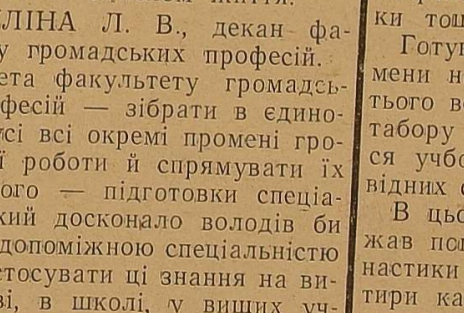 ЛІНА Л. В., декан фа-
у громадських професій.
ета факультету громадсь-
фесій — зібрати в єдино-
усі всі окремі промені гро-
ї роботи й спрямувати їх
ого — підготовки спеціа-
кий досконало володів би
допоміжною спеціальністю
стосувати ці знання на ви-
ві, в школі, у вищих уч-
ки тош
Готу
мени н
тього в
табору
ся учбо
відних с
В цьо
жав по
настики
тири ка